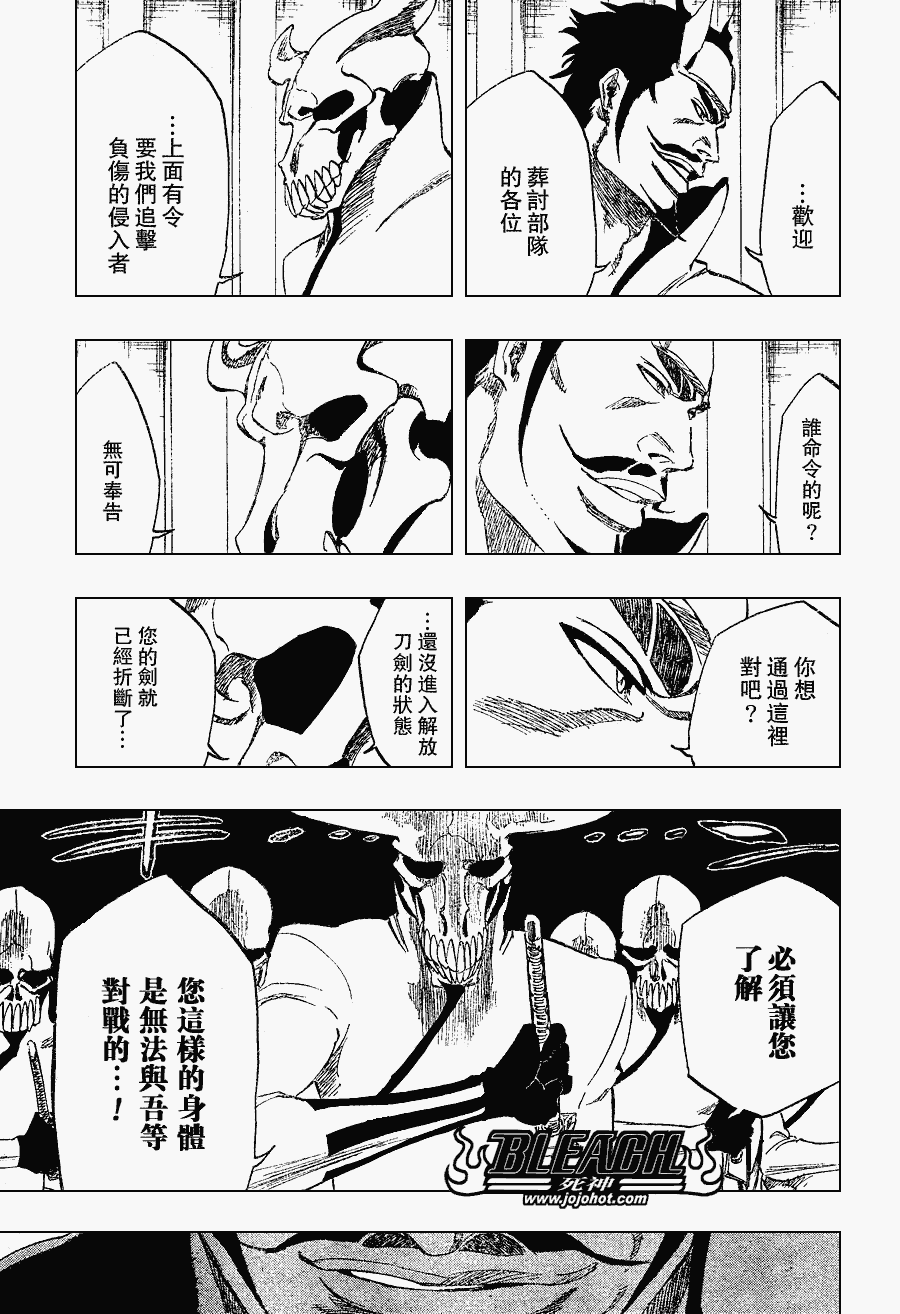 …歡迎
葬討部隊
的各位
…上面有令
要我們追擊
負傷的侵入者
誰命令的呢？
無可奉告
你想
通過這裡
對吧？
…還沒進入解放
刀劍的狀態
您的劍就
已經折斷了…
必須讓您
了解
您這樣的身體
是無法與吾等
對戰的…！
BLEACH
死神
www.jojohot.com